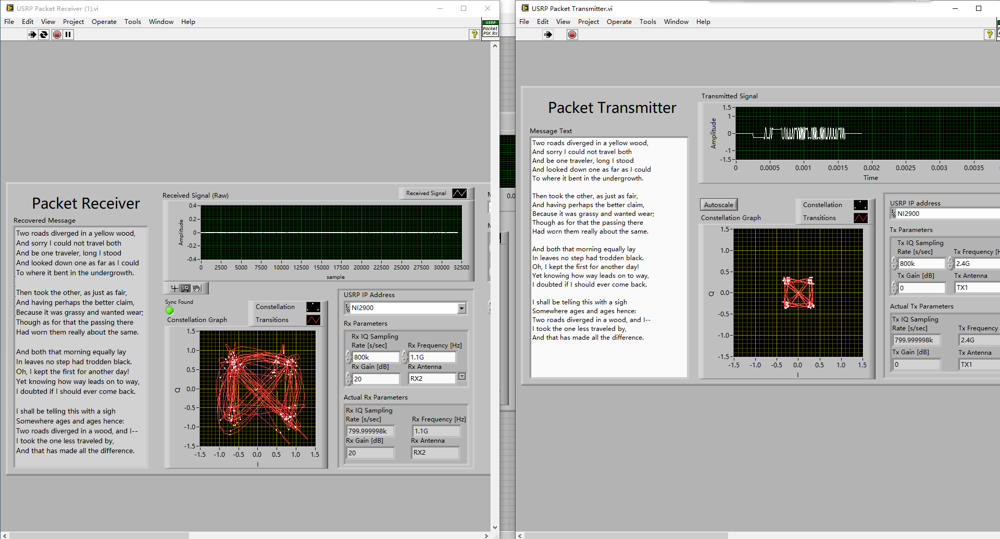 USRP Packet Receiver (1).vi
File Edit View Project Operate Tools Window Help
USRP
Packet
PSK Rx
Packet Receiver
Recovered Message
Two roads diverged in a yellow wood,
And sorry I could not travel both
And be one traveler, long I stood
And looked down one as far as I could
To where it bent in the undergrowth.
Then took the other, as just as fair,
And having perhaps the better claim,
Because it was grassy and wanted wear;
Though as for that the passing there
Had worn them really about the same.
And both that morning equally lay
In leaves no step had trodden black.
Oh, I kept the first for another day!
Yet knowing how way leads on to way,
I doubted if I should ever come back.
I shall be telling this with a sigh
Somewhere ages and ages hence:
Two roads diverged in a wood, and I--
I took the one less traveled by,
And that has made all the difference.
Received Signal (Raw)
Received Signal
Amplitude
0.4
0.2
0
-0.2
-0.4
0 2500 5000 7500 10000 12500 15000 17500 20000 22500 25000 27500 30000 32500
sample
Sync Found
Constellation
Transitions
Constellation Graph
Q
1.5
1.0
0.5
0.0
-0.5
-1.0
-1.5
-1.5 -1.0 -0.5 0.0 0.5 1.0 1.5
I
USRP IP Address
NI2900
Rx Parameters
Rx IQ Sampling
Rate [s/sec] Rx Frequency [Hz]
800k 1.1G
Rx Gain [dB] Rx Antenna
20 RX2
Actual Rx Parameters
Rx IQ Sampling
Rate [s/sec] Rx Frequency [Hz]
799.999998k 1.1G
Rx Gain [dB] Rx Antenna
20 RX2
0.0
USRP Packet Transmitter.vi
File Edit View Project Operate Tools Window Help
Packet Transmitter
Message Text
Two roads diverged in a yellow wood,
And sorry I could not travel both
And be one traveler, long I stood
And looked down one as far as I could
To where it bent in the undergrowth.
Then took the other, as just as fair,
And having perhaps the better claim,
Because it was grassy and wanted wear;
Though as for that the passing there
Had worn them really about the same.
And both that morning equally lay
In leaves no step had trodden black.
Oh, I kept the first for another day!
Yet knowing how way leads on to way,
I doubted if I should ever come back.
I shall be telling this with a sigh
Somewhere ages and ages hence:
Two roads diverged in a wood, and I--
I took the one less traveled by,
And that has made all the difference.
Transmitted Signal
Amplitude
1.5
1
0
-1
-1.5
0 0.0005 0.001 0.0015 0.002 0.0025 0.003 0.0035
Time
Autoscale
Constellation
Transitions
Constellation Graph
Q
1.5
1.0
0.5
0.0
-0.5
-1.0
-1.5
-1.5 -1.0 -0.5 0.0 0.5 1.0 1.5
I
USRP IP address
NI2900
Tx Parameters
Tx IQ Sampling
Rate [s/sec] Tx Frequency [H
800k 2.4G
Tx Gain [dB] Tx Antenna
0 TX1
Actual Tx Parameters
Tx IQ Sampling
Rate [s/sec] Tx Frequency
799.999998k 2.4G
Tx Gain [dB] Tx Antenna
0 TX1